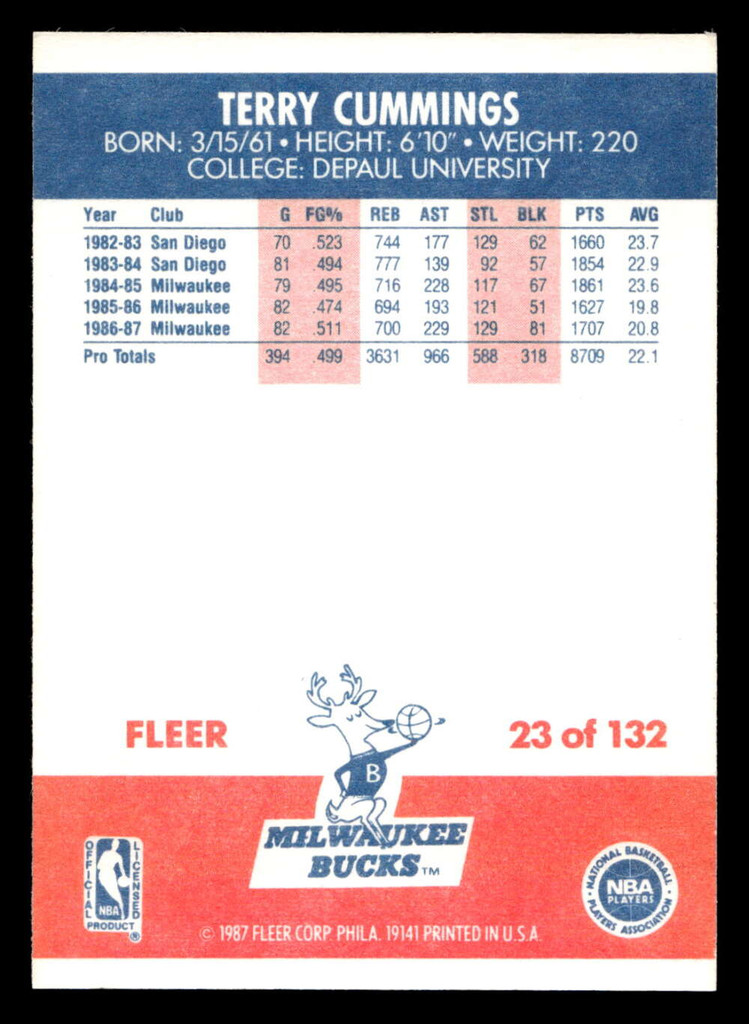 TERRY CUMMINGS
BORN: 3/15/61 • HEIGHT: 6'10" • WEIGHT: 220
COLLEGE: DEPAUL UNIVERSITY
Year Club G FG% REB AST STL BLK PTS AVG
1982-83 San Diego 70 .523 744 177 129 62 1660 23.7
1983-84 San Diego 81 .494 777 139 92 57 1854 22.9
1984-85 Milwaukee 79 .495 716 228 117 67 1861 23.6
1985-86 Milwaukee 82 .474 694 193 121 51 1627 19.8
1986-87 Milwaukee 82 .511 700 229 129 81 1707 20.8
Pro Totals 394 .499 3631 966 588 318 8709 22.1
FLEER 23 of 132
B
MILWAUKEE
BUCKS™
OFFICIAL LICENSED
NBA
PRODUCT ®
NATIONAL BASKETBALL
NBA
PLAYERS
PLAYERS ASSOCIATION
© 1987 FLEER CORP. PHILA. 19141 PRINTED IN U.S.A.